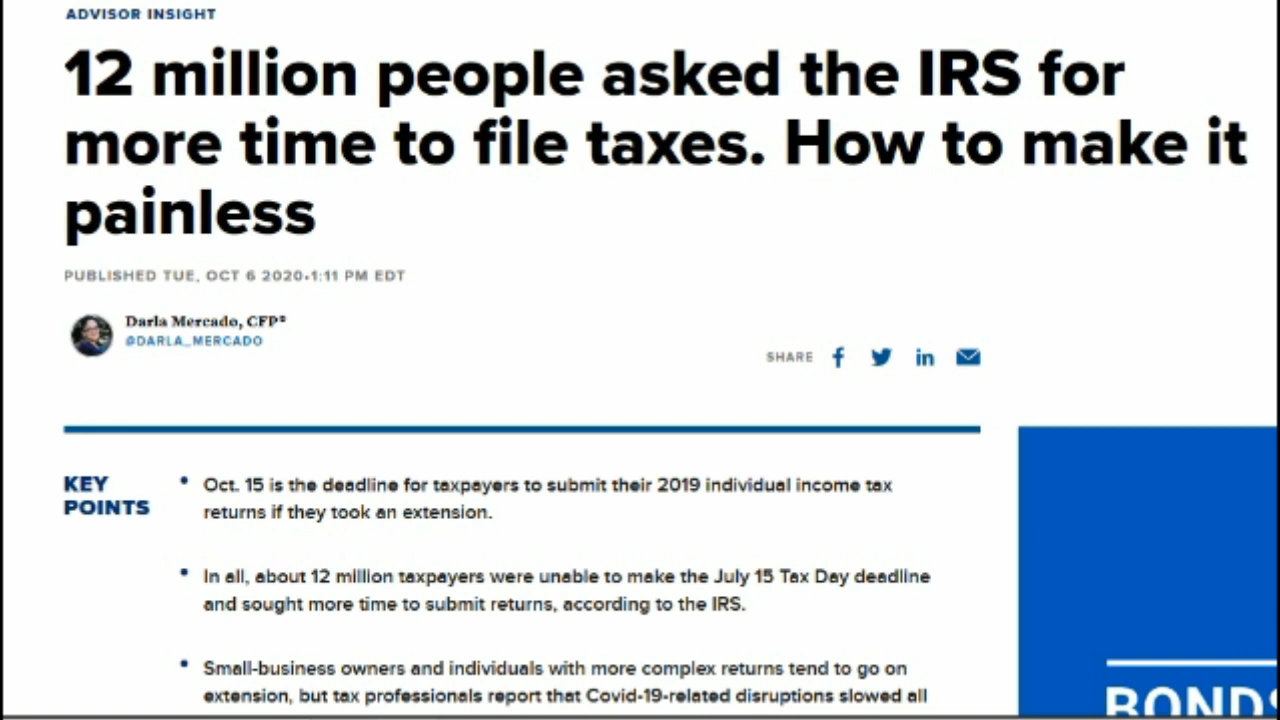 ADVISOR INSIGHT
12 million people asked the IRS for
more time to file taxes. How to make it
painless
PUBLISHED TUE, OCT 6 2020•1:11 PM EDT
Darla Mercado, CFP®
@DARLA_MERCADO
SHARE
KEY
POINTS
• Oct. 15 is the deadline for taxpayers to submit their 2019 individual income tax
returns if they took an extension.
• In all, about 12 million taxpayers were unable to make the July 15 Tax Day deadline
and sought more time to submit returns, according to the IRS.
• Small-business owners and individuals with more complex returns tend to go on
extension, but tax professionals report that Covid-19-related disruptions slowed all
BONDS